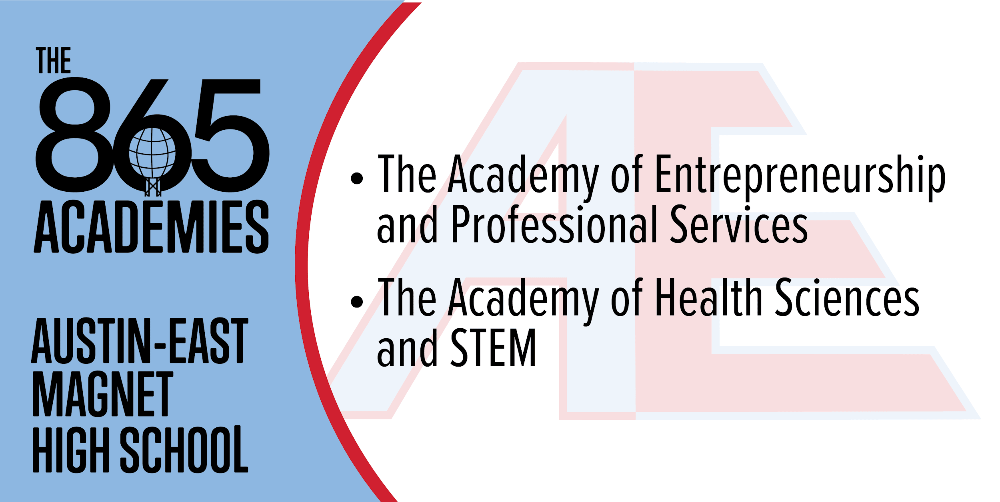 THE
865
ACADEMIES
AUSTIN-EAST
MAGNET
HIGH SCHOOL
• The Academy of Entrepreneurship
and Professional Services
• The Academy of Health Sciences
and STEM
AE